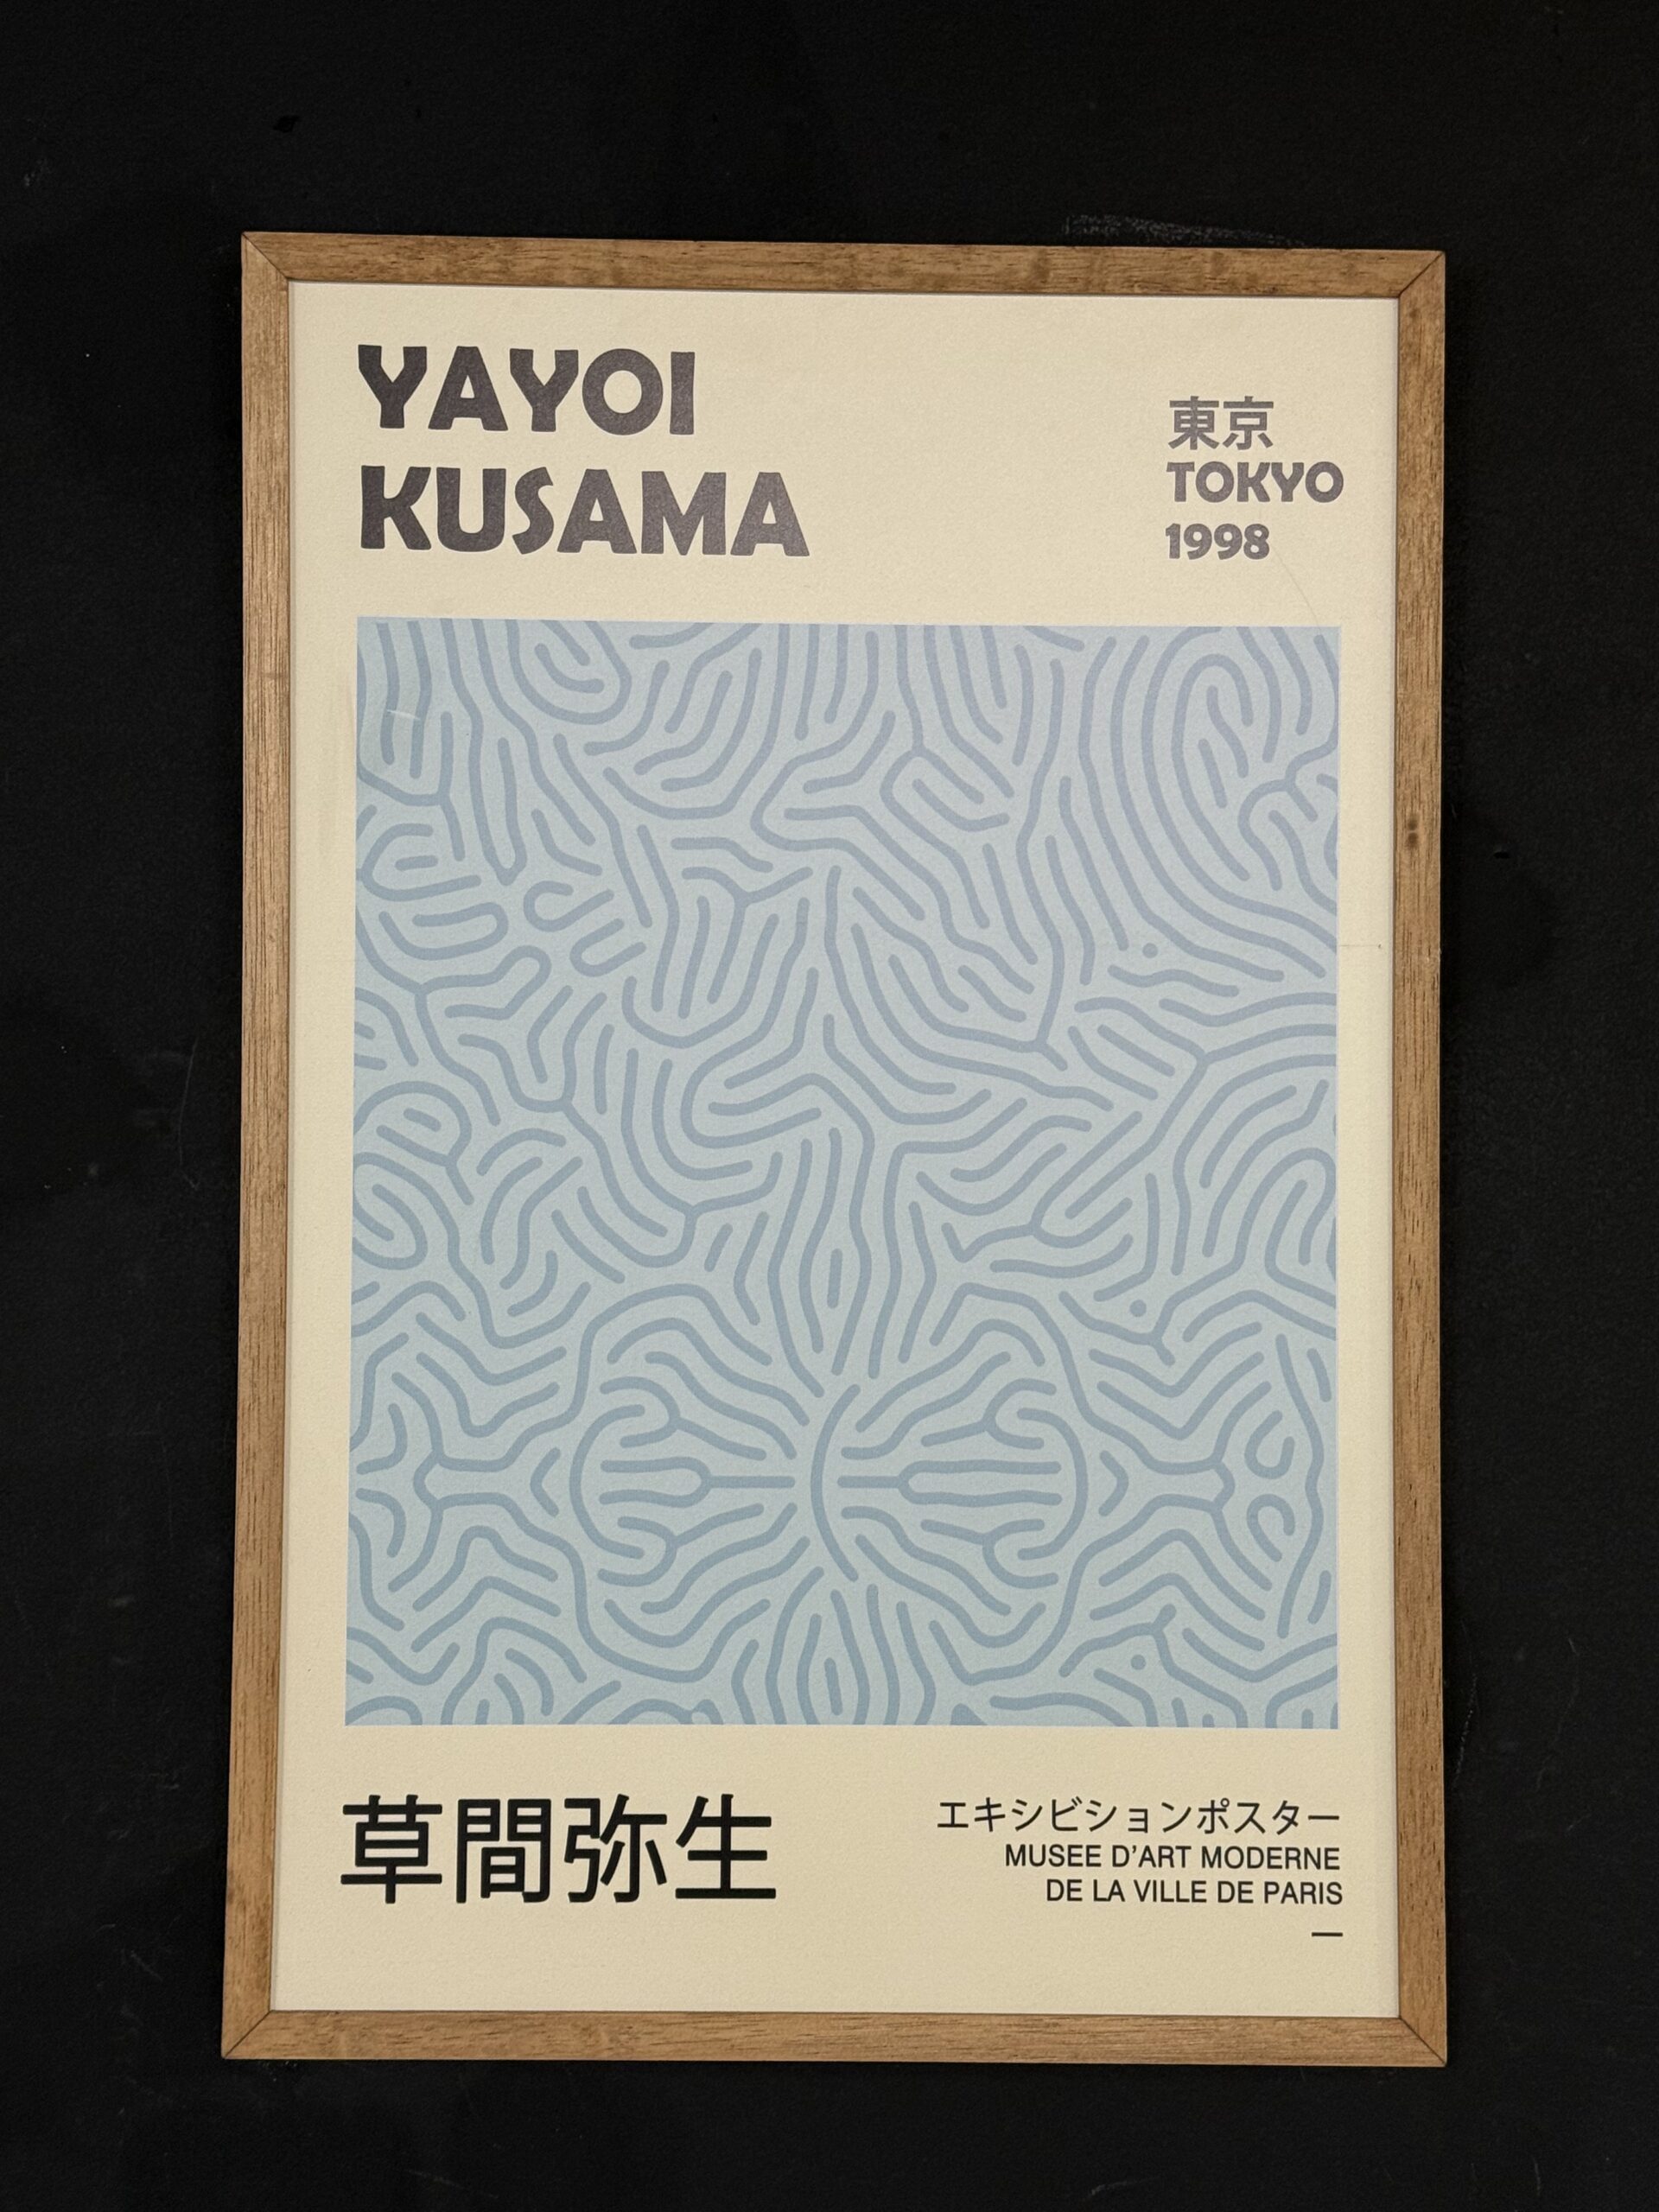 YAYOI
KUSAMA
東京
TOKYO
1998
草間弥生
エキシビションポスター
MUSEE D'ART MODERNE
DE LA VILLE DE PARIS